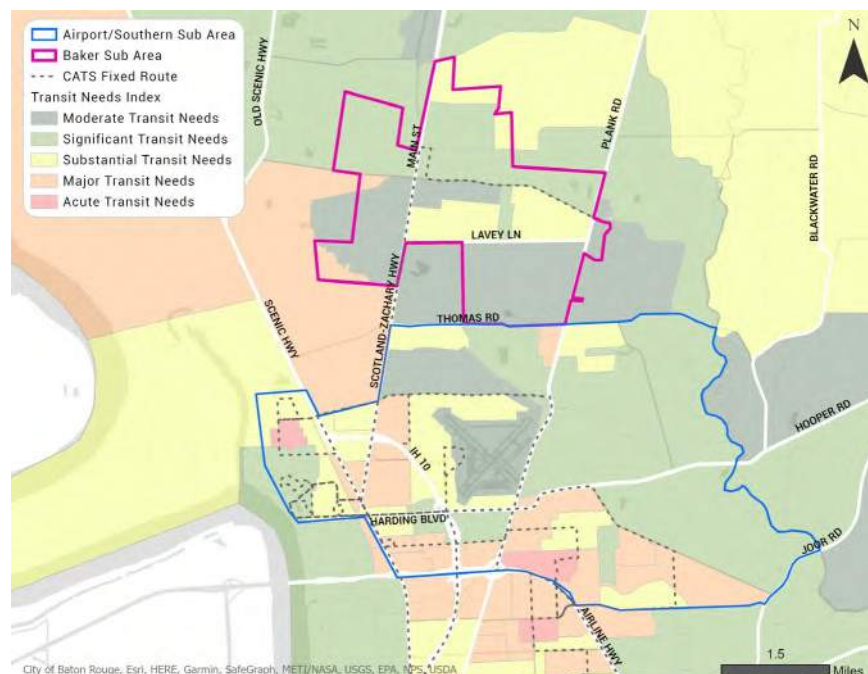 Airport/Southern Sub Area
Baker Sub Area
CATS Fixed Route
Transit Needs Index
Moderate Transit Needs
Significant Transit Needs
Substantial Transit Needs
Major Transit Needs
Acute Transit Needs
N
OLD SCENIC HWY
MAIN ST
PLANK RD
BLACKWATER RD
LAVEY LN
SCENIC HWY
SCOTLAND-ZACHARY HWY
THOMAS RD
HOOPER RD
IH 10
HARDING BLVD
JOOR RD
AIRLINE HWY
1.5
Miles
City of Baton Rouge, Esri, HERE, Garmin, SafeGraph, METI/NASA, USGS, EPA, NPS, USDA